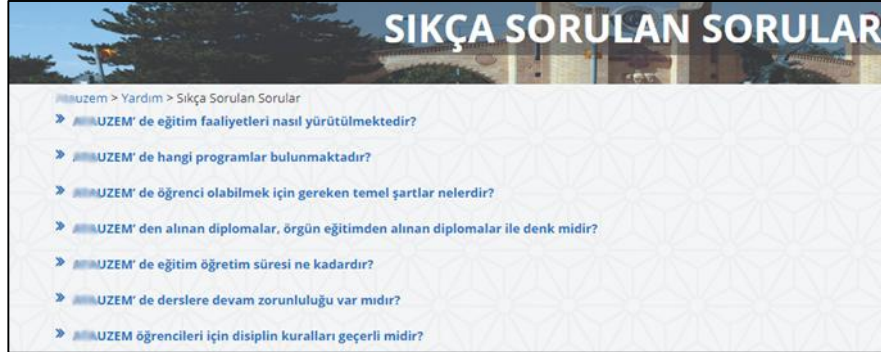 SIKÇA SORULAN SORULAR
uzem > Yardım > Sıkça Sorulan Sorular
» UZEM' de eğitim faaliyetleri nasıl yürütülmektedir?
» UZEM' de hangi programlar bulunmaktadır?
» UZEM' de öğrenci olabilmek için gereken temel şartlar nelerdir?
» UZEM' den alınan diplomalar, örgün eğitimden alınan diplomalar ile denk midir?
» UZEM' de eğitim öğretim süresi ne kadardır?
» UZEM' de derslere devam zorunluluğu var mıdır?
» UZEM öğrencileri için disiplin kuralları geçerli midir?